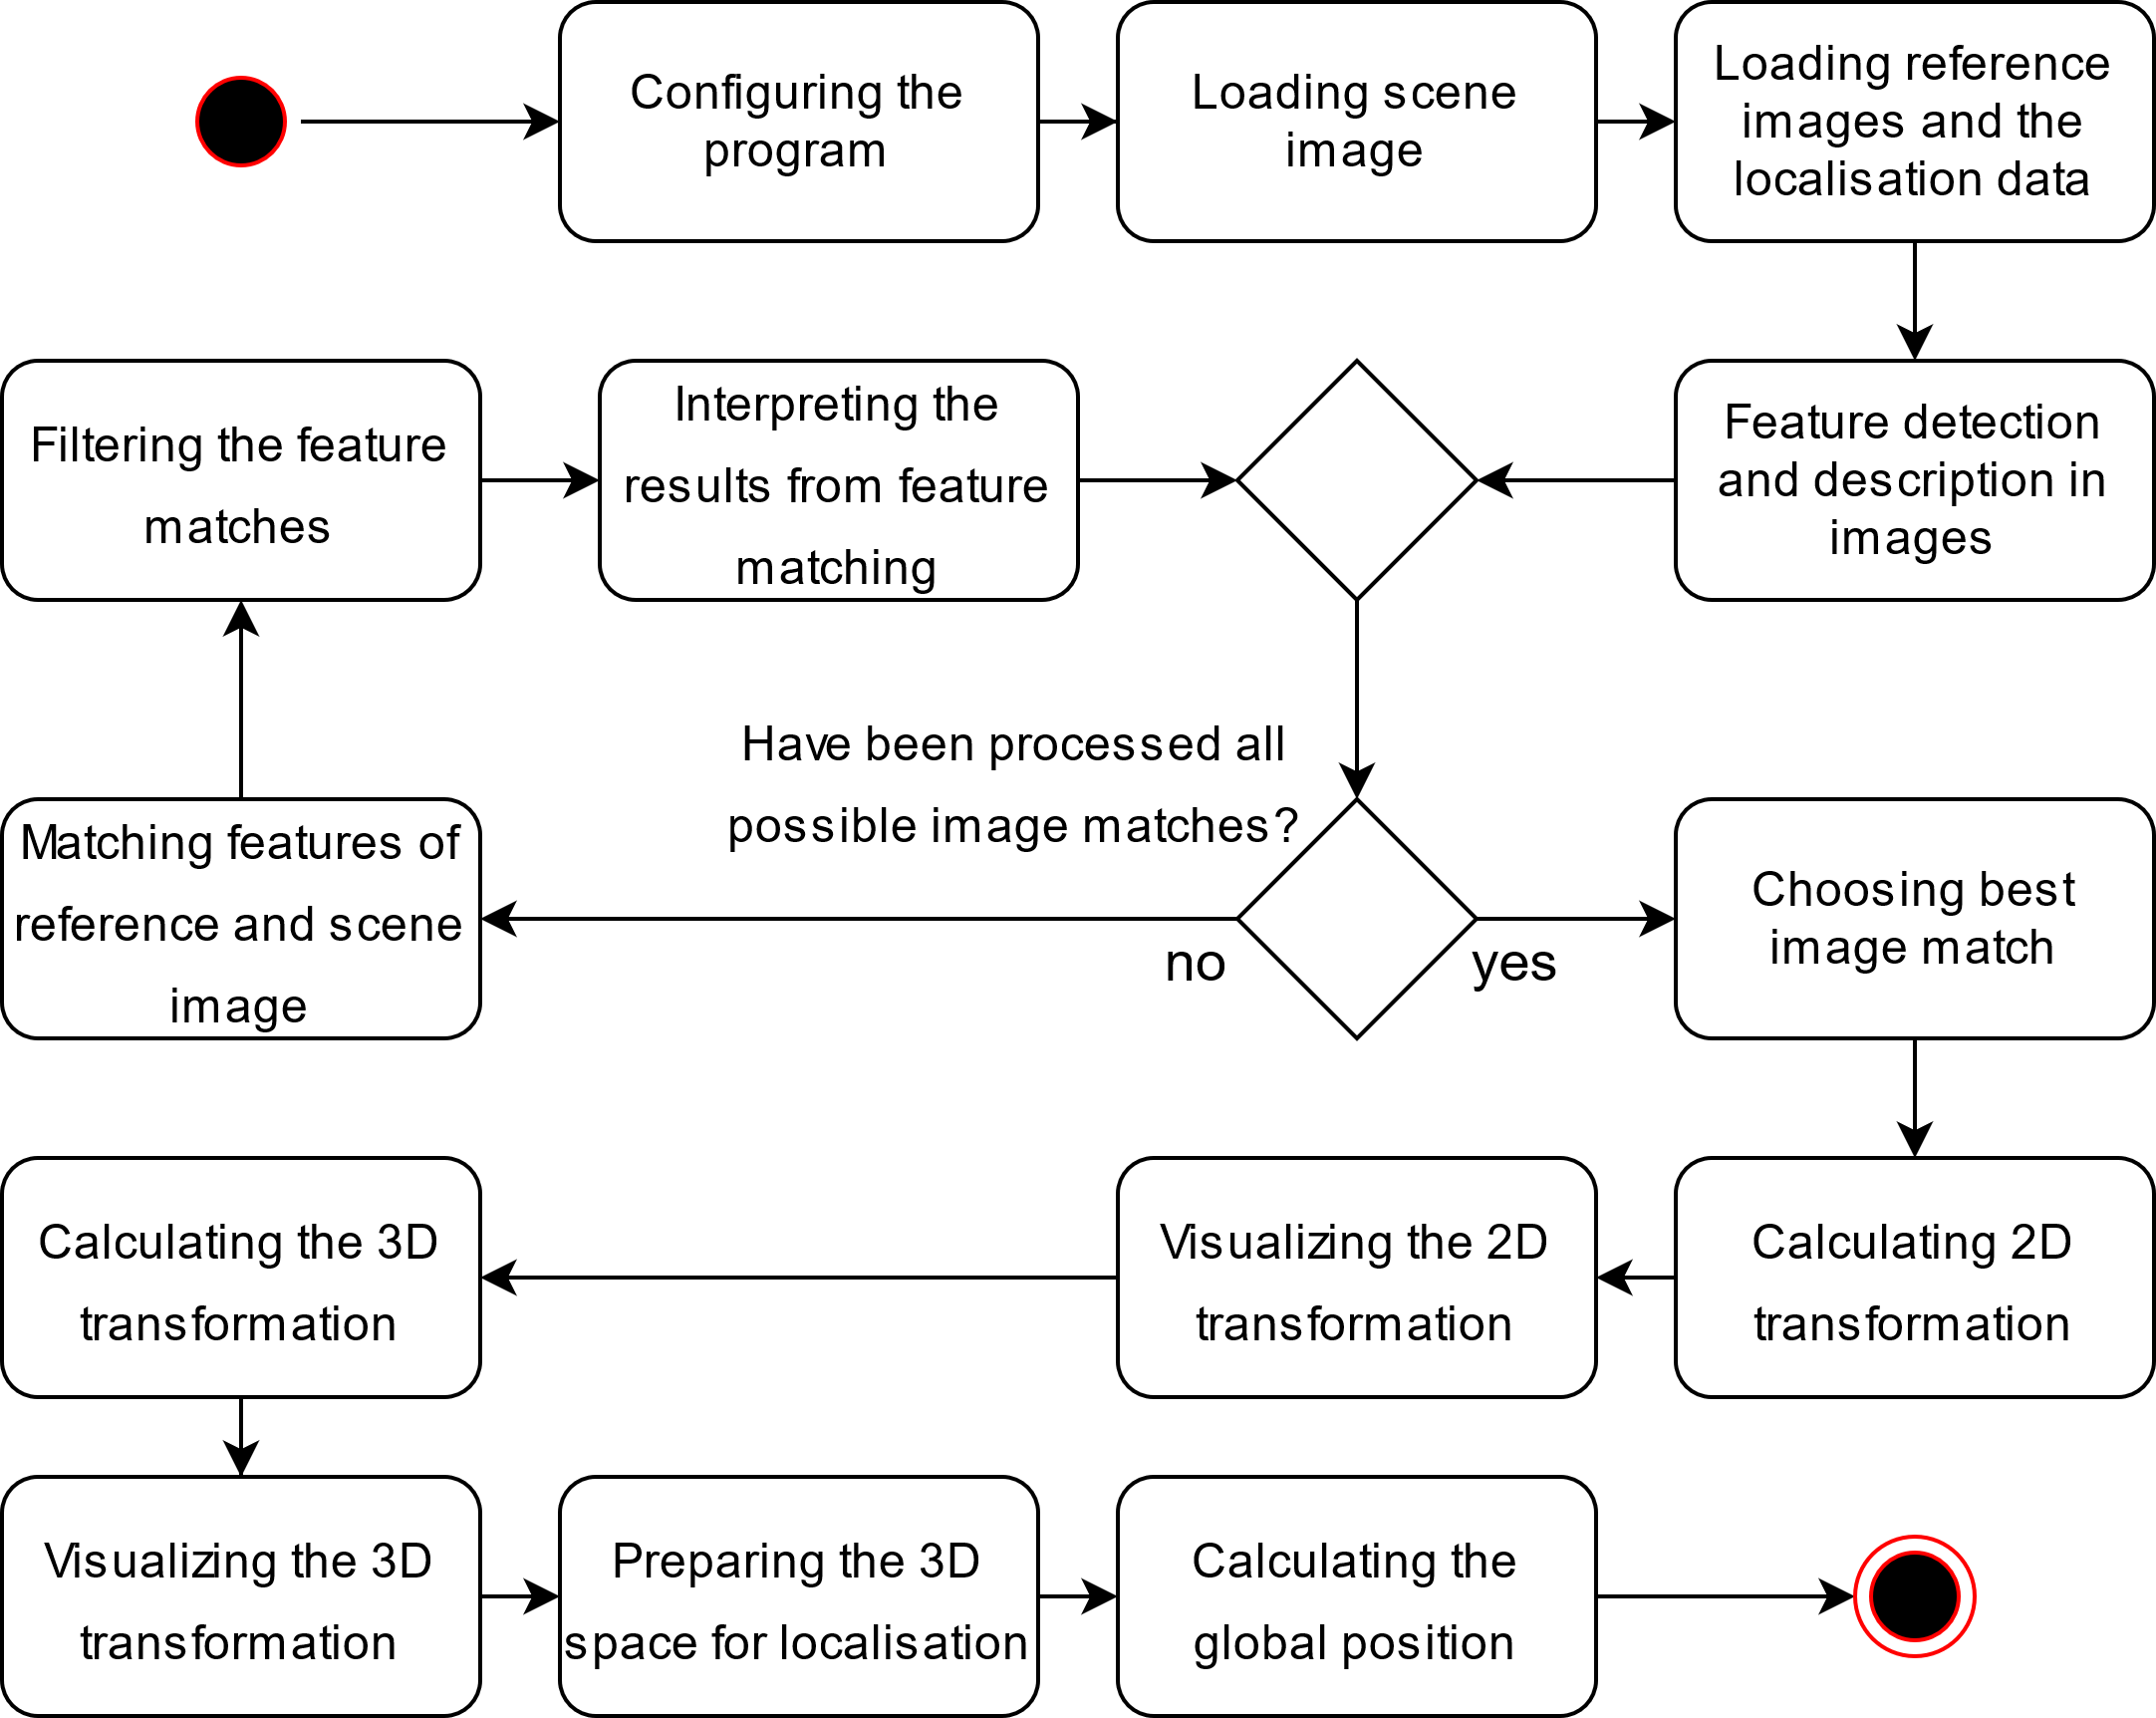 Configuring the
program
Loading scene
image
Loading reference
images and the
localisation data
Filtering the feature
matches
Interpreting the
results from feature
matching
Feature detection
and description in
images
Have been processed all
possible image matches?
Matching features of
reference and scene
image
no
yes
Choosing best
image match
Calculating the 3D
transformation
Visualizing the 2D
transformation
Calculating 2D
transformation
Visualizing the 3D
transformation
Preparing the 3D
space for localisation
Calculating the
global position